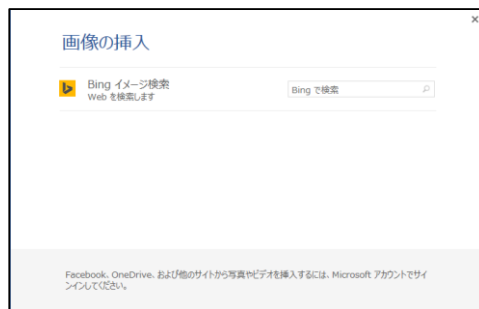 画像の挿入
Bing イメージ検索
Web を検索します
Bing で検索
Facebook、OneDrive、および他のサイトから写真やビデオを挿入するには、Microsoft アカウントでサイ
ンインしてください。